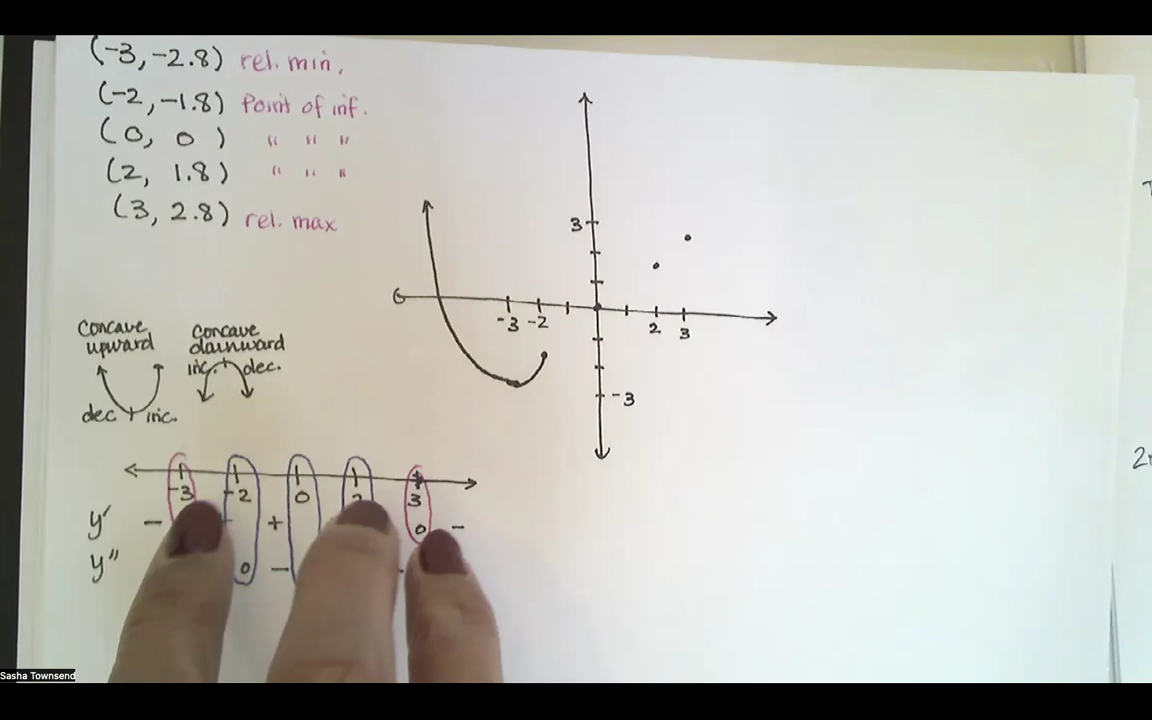 (-3, -2.8) rel. min.
(-2, -1.8) Point of inf.
(0, 0) " " "
(2, 1.8) " " "
(3, 2.8) rel. max
3
-3 -2 2 3
-3
Concave upward
dec inc.
Concave downward
inc. dec.
-3 -2 0 3
y' - + 0 -
y" 0 -
Sasha Townsend